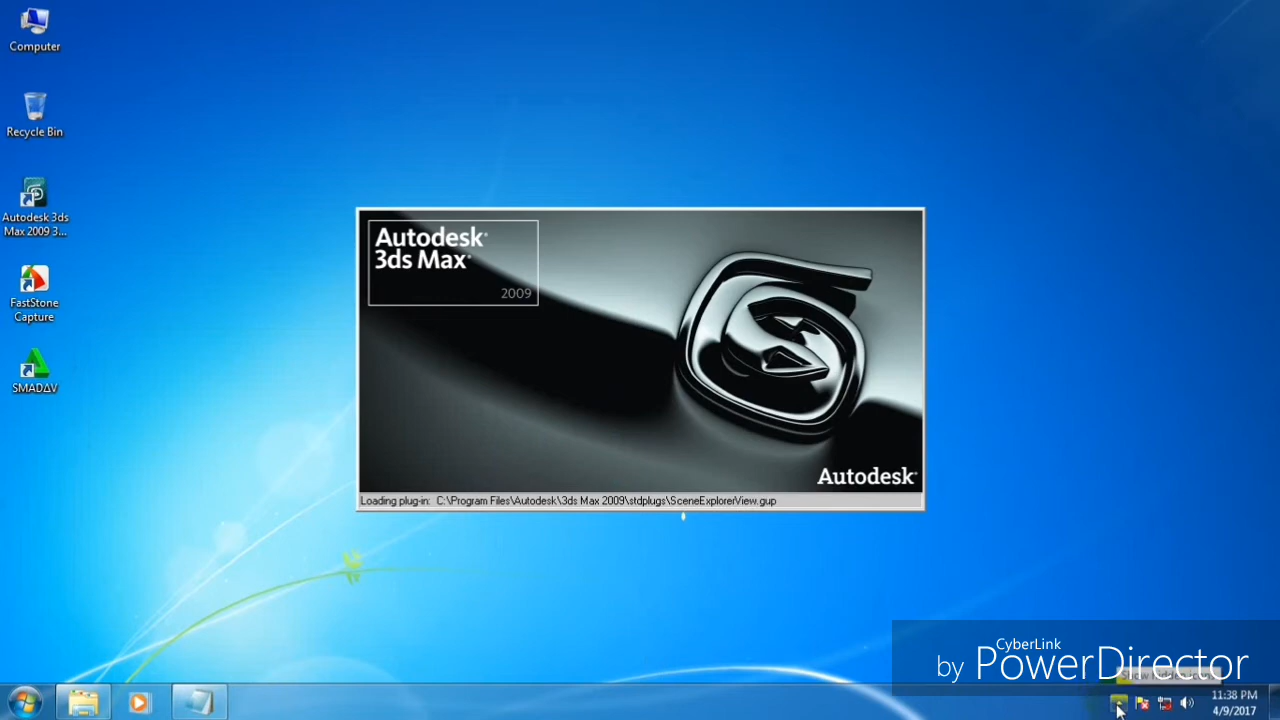 Computer
Recycle Bin
Autodesk 3ds
Max 2009 3...
FastStone
Capture
SMADΔV
Autodesk®
3ds Max®
2009
Autodesk®
Loading plug-in: C:\Program Files\Autodesk\3ds Max 2009\stdplugs\SceneExplorerView.gup
CyberLink
by PowerDirector
11:38 PM
4/9/2017